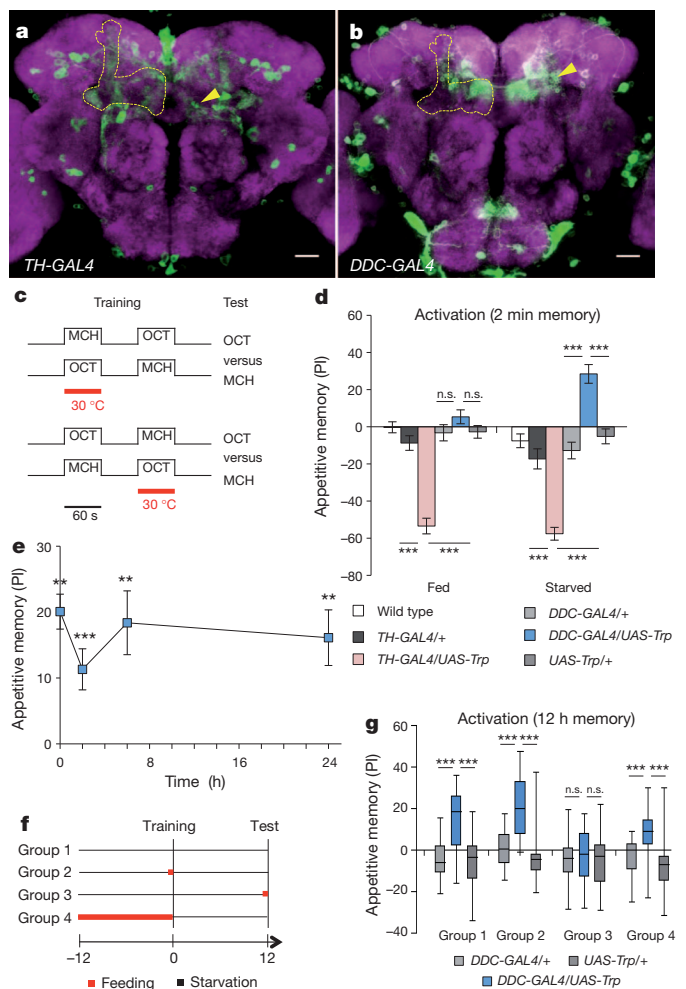 a
b
TH-GAL4
DDC-GAL4
c
Training
Test
MCH
OCT
OCT
versus
OCT
MCH
MCH
30 °C
OCT
MCH
OCT
versus
MCH
OCT
MCH
60 s
30 °C
d
Activation (2 min memory)
Appetitive memory (PI)
40
20
0
−20
−40
−60
−80
n.s.
n.s.
***
***
***
***
***
***
Fed
Starved
Wild type
DDC-GAL4/+
TH-GAL4/+
DDC-GAL4/UAS-Trp
TH-GAL4/UAS-Trp
UAS-Trp/+
e
Appetitive memory (PI)
30
20
10
0
**
***
**
**
0
4
8
12
16
20
24
Time (h)
f
Training
Test
Group 1
Group 2
Group 3
Group 4
−12
0
12
Feeding
Starvation
g
Activation (12 h memory)
Appetitive memory (PI)
60
40
20
0
−20
−40
***
***
***
***
n.s.
n.s.
***
***
Group 1
Group 2
Group 3
Group 4
DDC-GAL4/+
UAS-Trp/+
DDC-GAL4/UAS-Trp